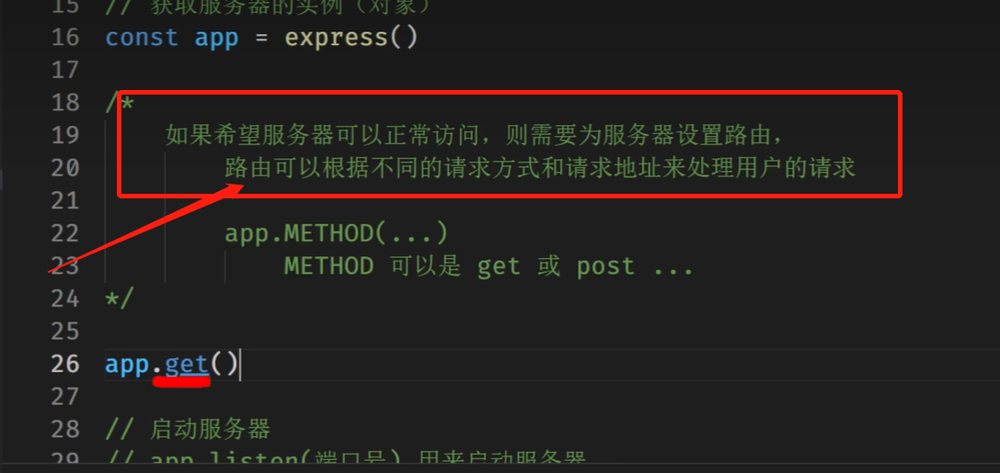 15 // 获取服务器的实例（对象）
16 const app = express()
17
18 /*
19 如果希望服务器可以正常访问，则需要为服务器设置路由，
20 路由可以根据不同的请求方式和请求地址来处理用户的请求
21
22 app.METHOD(...)
23 METHOD 可以是 get 或 post ...
24 */
25
26 app.get()
27
28 // 启动服务器
29 // app.listen(端口号) 用来启动服务器